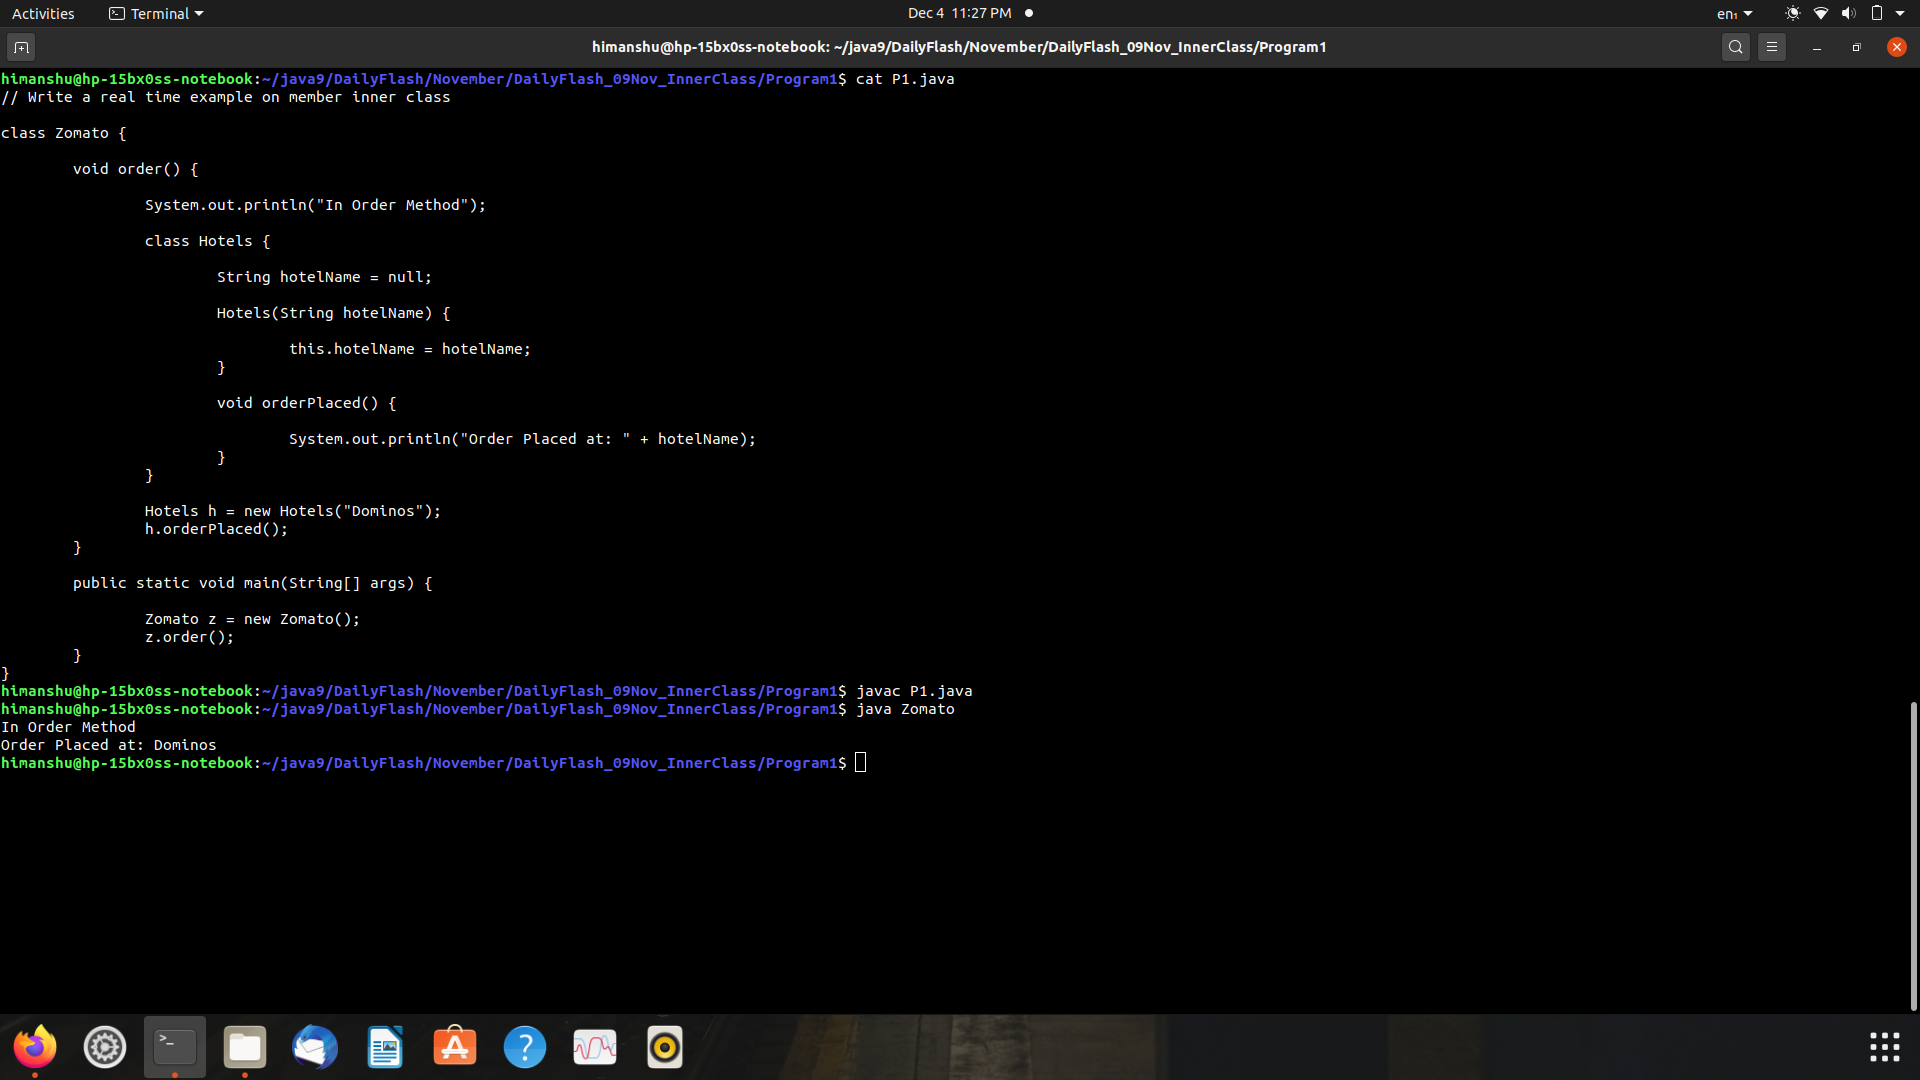 Activities Terminal Dec 4 11:27 PM en₁
himanshu@hp-15bx0ss-notebook: ~/java9/DailyFlash/November/DailyFlash_09Nov_InnerClass/Program1
himanshu@hp-15bx0ss-notebook:~/java9/DailyFlash/November/DailyFlash_09Nov_InnerClass/Program1$ cat P1.java
// Write a real time example on member inner class
class Zomato {
void order() {
System.out.println("In Order Method");
class Hotels {
String hotelName = null;
Hotels(String hotelName) {
this.hotelName = hotelName;
}
void orderPlaced() {
System.out.println("Order Placed at: " + hotelName);
}
}
Hotels h = new Hotels("Dominos");
h.orderPlaced();
}
public static void main(String[] args) {
Zomato z = new Zomato();
z.order();
}
}
himanshu@hp-15bx0ss-notebook:~/java9/DailyFlash/November/DailyFlash_09Nov_InnerClass/Program1$ javac P1.java
himanshu@hp-15bx0ss-notebook:~/java9/DailyFlash/November/DailyFlash_09Nov_InnerClass/Program1$ java Zomato
In Order Method
Order Placed at: Dominos
himanshu@hp-15bx0ss-notebook:~/java9/DailyFlash/November/DailyFlash_09Nov_InnerClass/Program1$